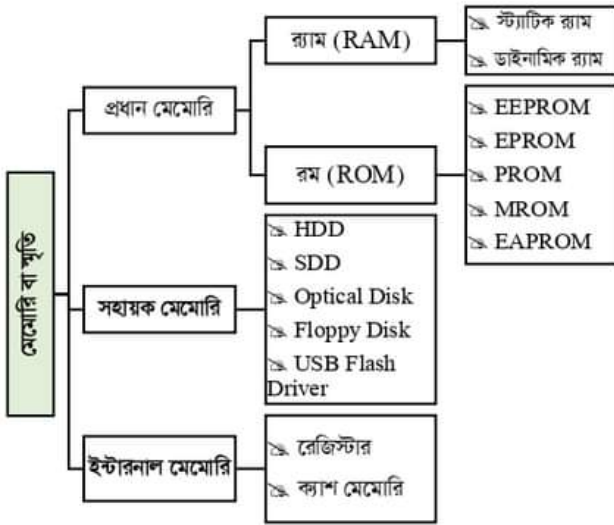 মেমোরি বা স্মৃতি
প্রধান মেমোরি
র‍্যাম (RAM)
স্ট্যাটিক র‍্যাম
ডাইনামিক র‍্যাম
রম (ROM)
EEPROM
EPROM
PROM
MROM
EAPROM
সহায়ক মেমোরি
HDD
SDD
Optical Disk
Floppy Disk
USB Flash
Driver
ইন্টারনাল মেমোরি
রেজিস্টার
ক্যাশ মেমোরি